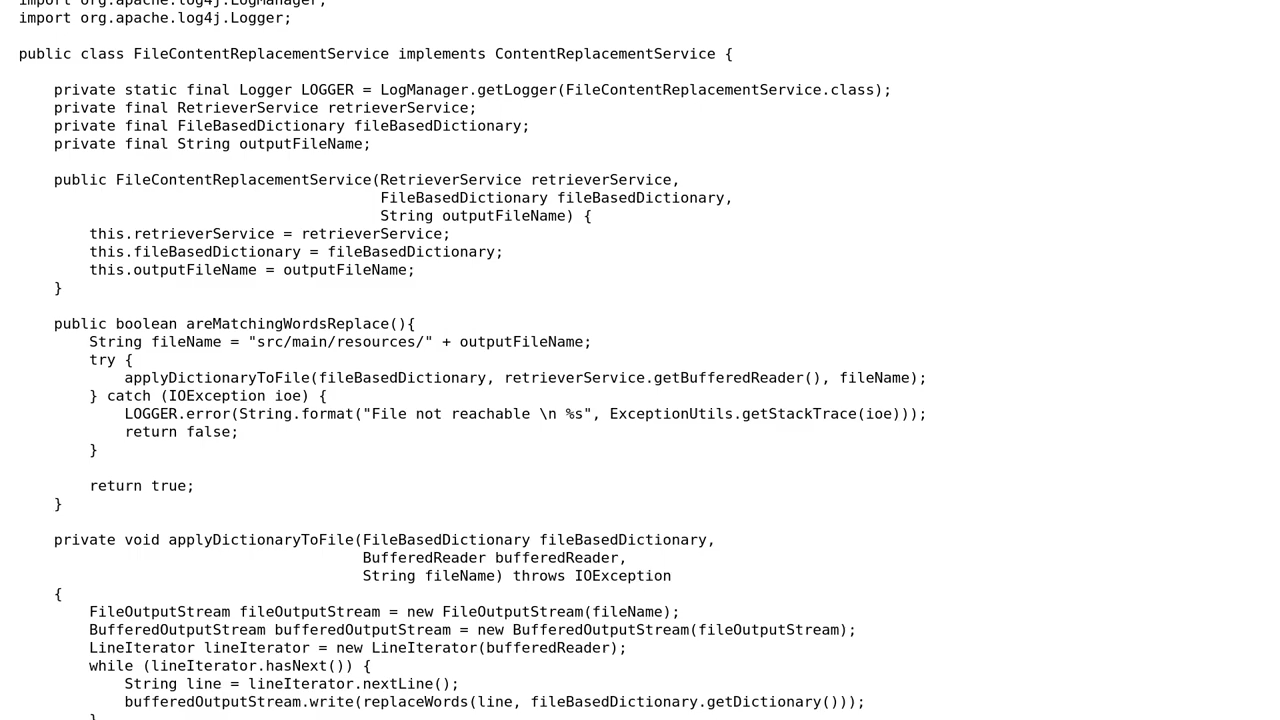 import org.apache.log4j.LogManager;
import org.apache.log4j.Logger;

public class FileContentReplacementService implements ContentReplacementService {

    private static final Logger LOGGER = LogManager.getLogger(FileContentReplacementService.class);
    private final RetrieverService retrieverService;
    private final FileBasedDictionary fileBasedDictionary;
    private final String outputFileName;

    public FileContentReplacementService(RetrieverService retrieverService,
                                         FileBasedDictionary fileBasedDictionary,
                                         String outputFileName) {
        this.retrieverService = retrieverService;
        this.fileBasedDictionary = fileBasedDictionary;
        this.outputFileName = outputFileName;
    }

    public boolean areMatchingWordsReplace(){
        String fileName = "src/main/resources/" + outputFileName;
        try {
            applyDictionaryToFile(fileBasedDictionary, retrieverService.getBufferedReader(), fileName);
        } catch (IOException ioe) {
            LOGGER.error(String.format("File not reachable \n %s", ExceptionUtils.getStackTrace(ioe)));
            return false;
        }

        return true;
    }

    private void applyDictionaryToFile(FileBasedDictionary fileBasedDictionary,
                                       BufferedReader bufferedReader,
                                       String fileName) throws IOException
    {
        FileOutputStream fileOutputStream = new FileOutputStream(fileName);
        BufferedOutputStream bufferedOutputStream = new BufferedOutputStream(fileOutputStream);
        LineIterator lineIterator = new LineIterator(bufferedReader);
        while (lineIterator.hasNext()) {
            String line = lineIterator.nextLine();
            bufferedOutputStream.write(replaceWords(line, fileBasedDictionary.getDictionary()));
        }